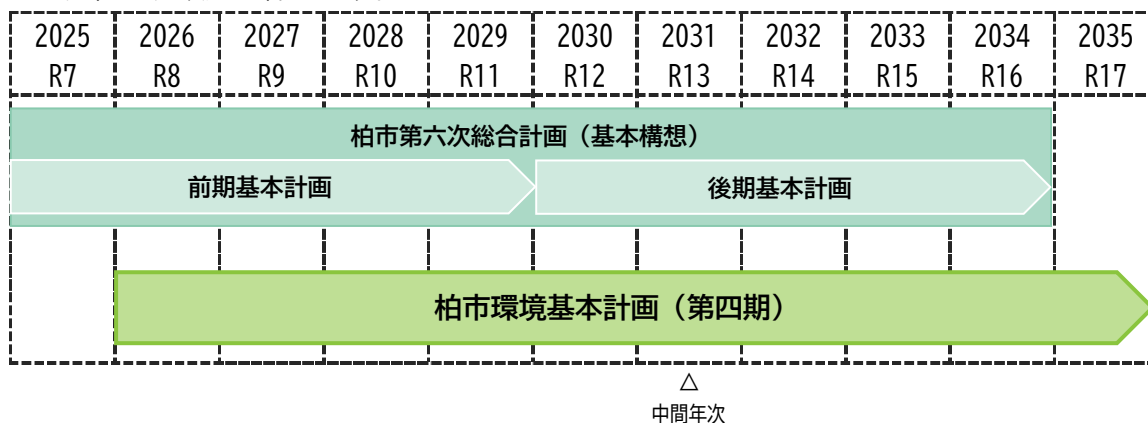 2025 2026 2027 2028 2029 2030 2031 2032 2033 2034 2035
R7 R8 R9 R10 R11 R12 R13 R14 R15 R16 R17
柏市第六次総合計画（基本構想）
前期基本計画 後期基本計画
柏市環境基本計画（第四期）
△
中間年次